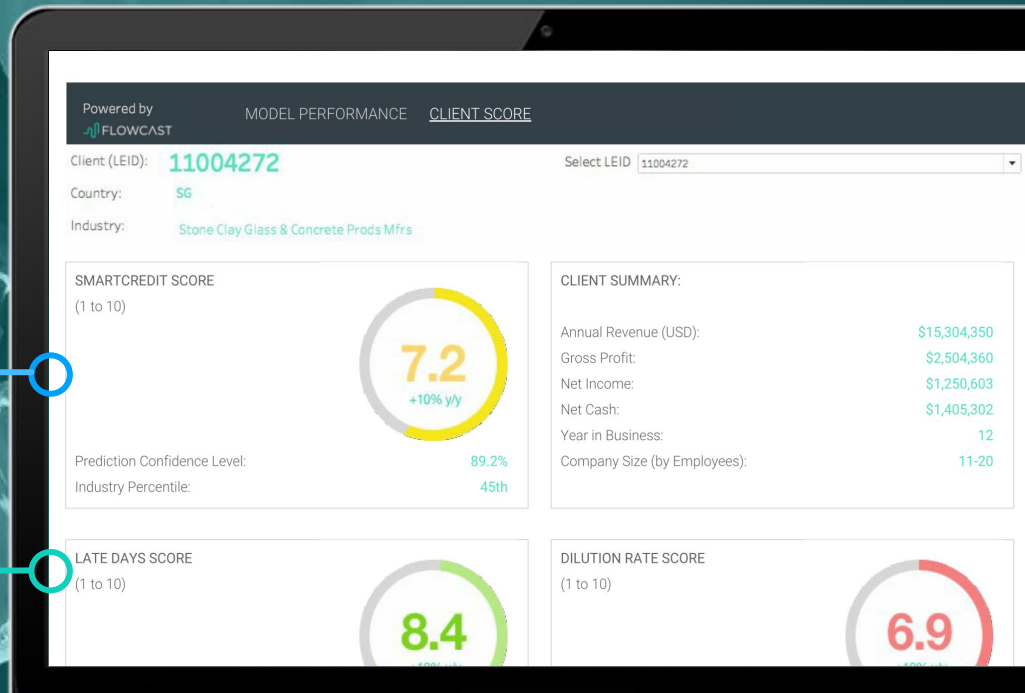 Powered by
FLOWCAST
MODEL PERFORMANCE CLIENT SCORE
Client (LEID): 11004272
Select LEID 11004272
Country: SG
Industry: Stone Clay Glass & Concrete Prods Mfrs
SMARTCREDIT SCORE
(1 to 10)
7.2
+10% y/y
Prediction Confidence Level: 89.2%
Industry Percentile: 45th
CLIENT SUMMARY:
Annual Revenue (USD): $15,304,350
Gross Profit: $2,504,360
Net Income: $1,250,603
Net Cash: $1,405,302
Year in Business: 12
Company Size (by Employees): 11-20
LATE DAYS SCORE
(1 to 10)
8.4
DILUTION RATE SCORE
(1 to 10)
6.9